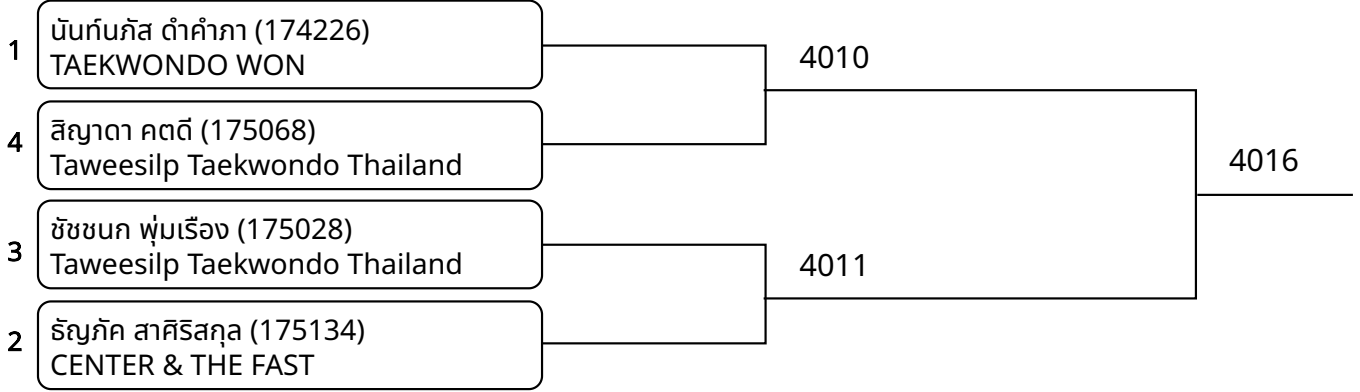 1
นันท์นภัส ดำคำภา (174226)
TAEKWONDO WON
4
สิญาดา คตดี (175068)
Taweesilp Taekwondo Thailand
3
ชัชชนก พุ่มเรือง (175028)
Taweesilp Taekwondo Thailand
2
ธัญภัค สาศิริสกุล (175134)
CENTER & THE FAST
4010
4011
4016